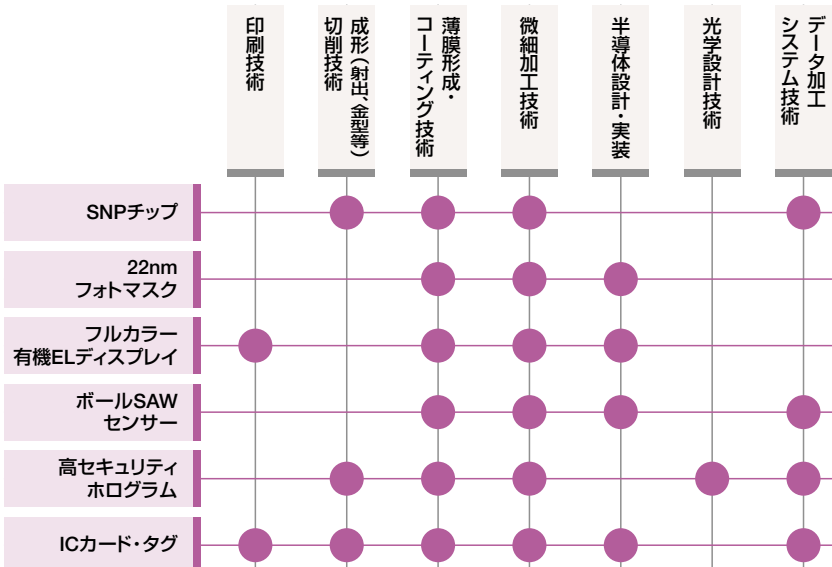 印刷技術
成形（射出、金型等）
切削技術
薄膜形成・
コーティング技術
微細加工技術
半導体設計・実装
光学設計技術
データ加工
システム技術
SNPチップ
22nm
フォトマスク
フルカラー
有機ELディスプレイ
ボールSAW
センサー
高セキュリティ
ホログラム
ICカード・タグ